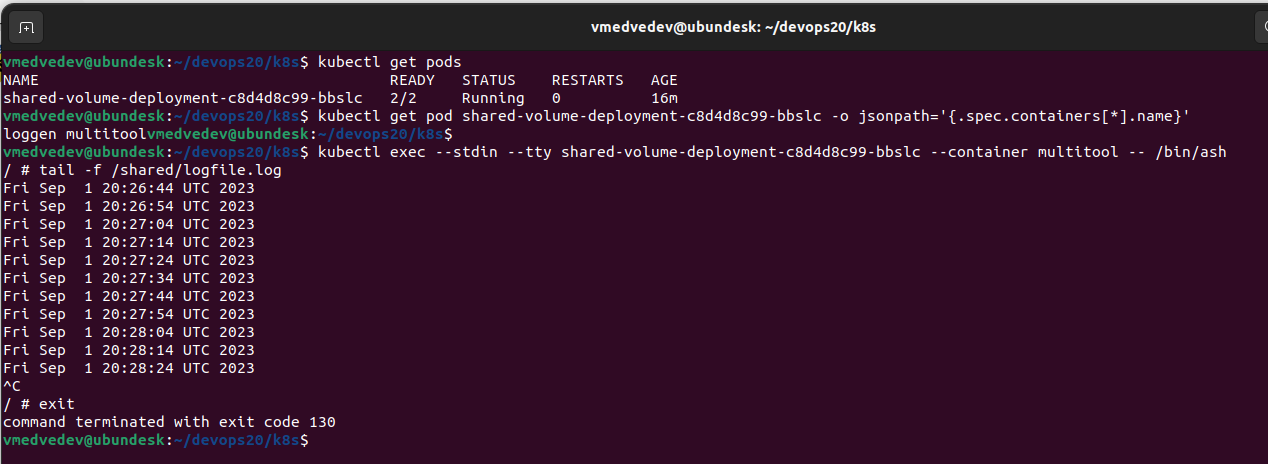 vmedvedev@ubundesk: ~/devops20/k8s
vmedvedev@ubundesk:~/devops20/k8s$ kubectl get pods
NAME                                       READY   STATUS    RESTARTS   AGE
shared-volume-deployment-c8d4d8c99-bbslc   2/2     Running   0          16m
vmedvedev@ubundesk:~/devops20/k8s$ kubectl get pod shared-volume-deployment-c8d4d8c99-bbslc -o jsonpath='{.spec.containers[*].name}'
loggen multitoolvmedvedev@ubundesk:~/devops20/k8s$
vmedvedev@ubundesk:~/devops20/k8s$ kubectl exec --stdin --tty shared-volume-deployment-c8d4d8c99-bbslc --container multitool -- /bin/ash
/ # tail -f /shared/logfile.log
Fri Sep  1 20:26:44 UTC 2023
Fri Sep  1 20:26:54 UTC 2023
Fri Sep  1 20:27:04 UTC 2023
Fri Sep  1 20:27:14 UTC 2023
Fri Sep  1 20:27:24 UTC 2023
Fri Sep  1 20:27:34 UTC 2023
Fri Sep  1 20:27:44 UTC 2023
Fri Sep  1 20:27:54 UTC 2023
Fri Sep  1 20:28:04 UTC 2023
Fri Sep  1 20:28:14 UTC 2023
Fri Sep  1 20:28:24 UTC 2023
^C
/ # exit
command terminated with exit code 130
vmedvedev@ubundesk:~/devops20/k8s$